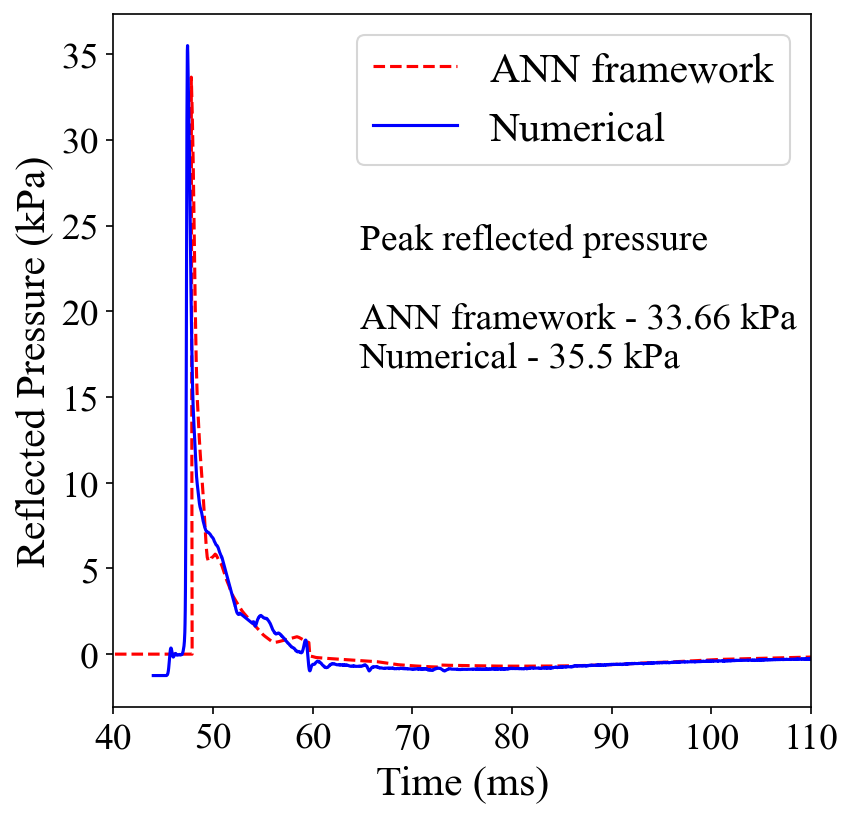 ANN framework
Numerical
Peak reflected pressure
ANN framework - 33.66 kPa
Numerical - 35.5 kPa
Reflected Pressure (kPa)
35
30
25
20
15
10
5
0
40 50 60 70 80 90 100 110
Time (ms)